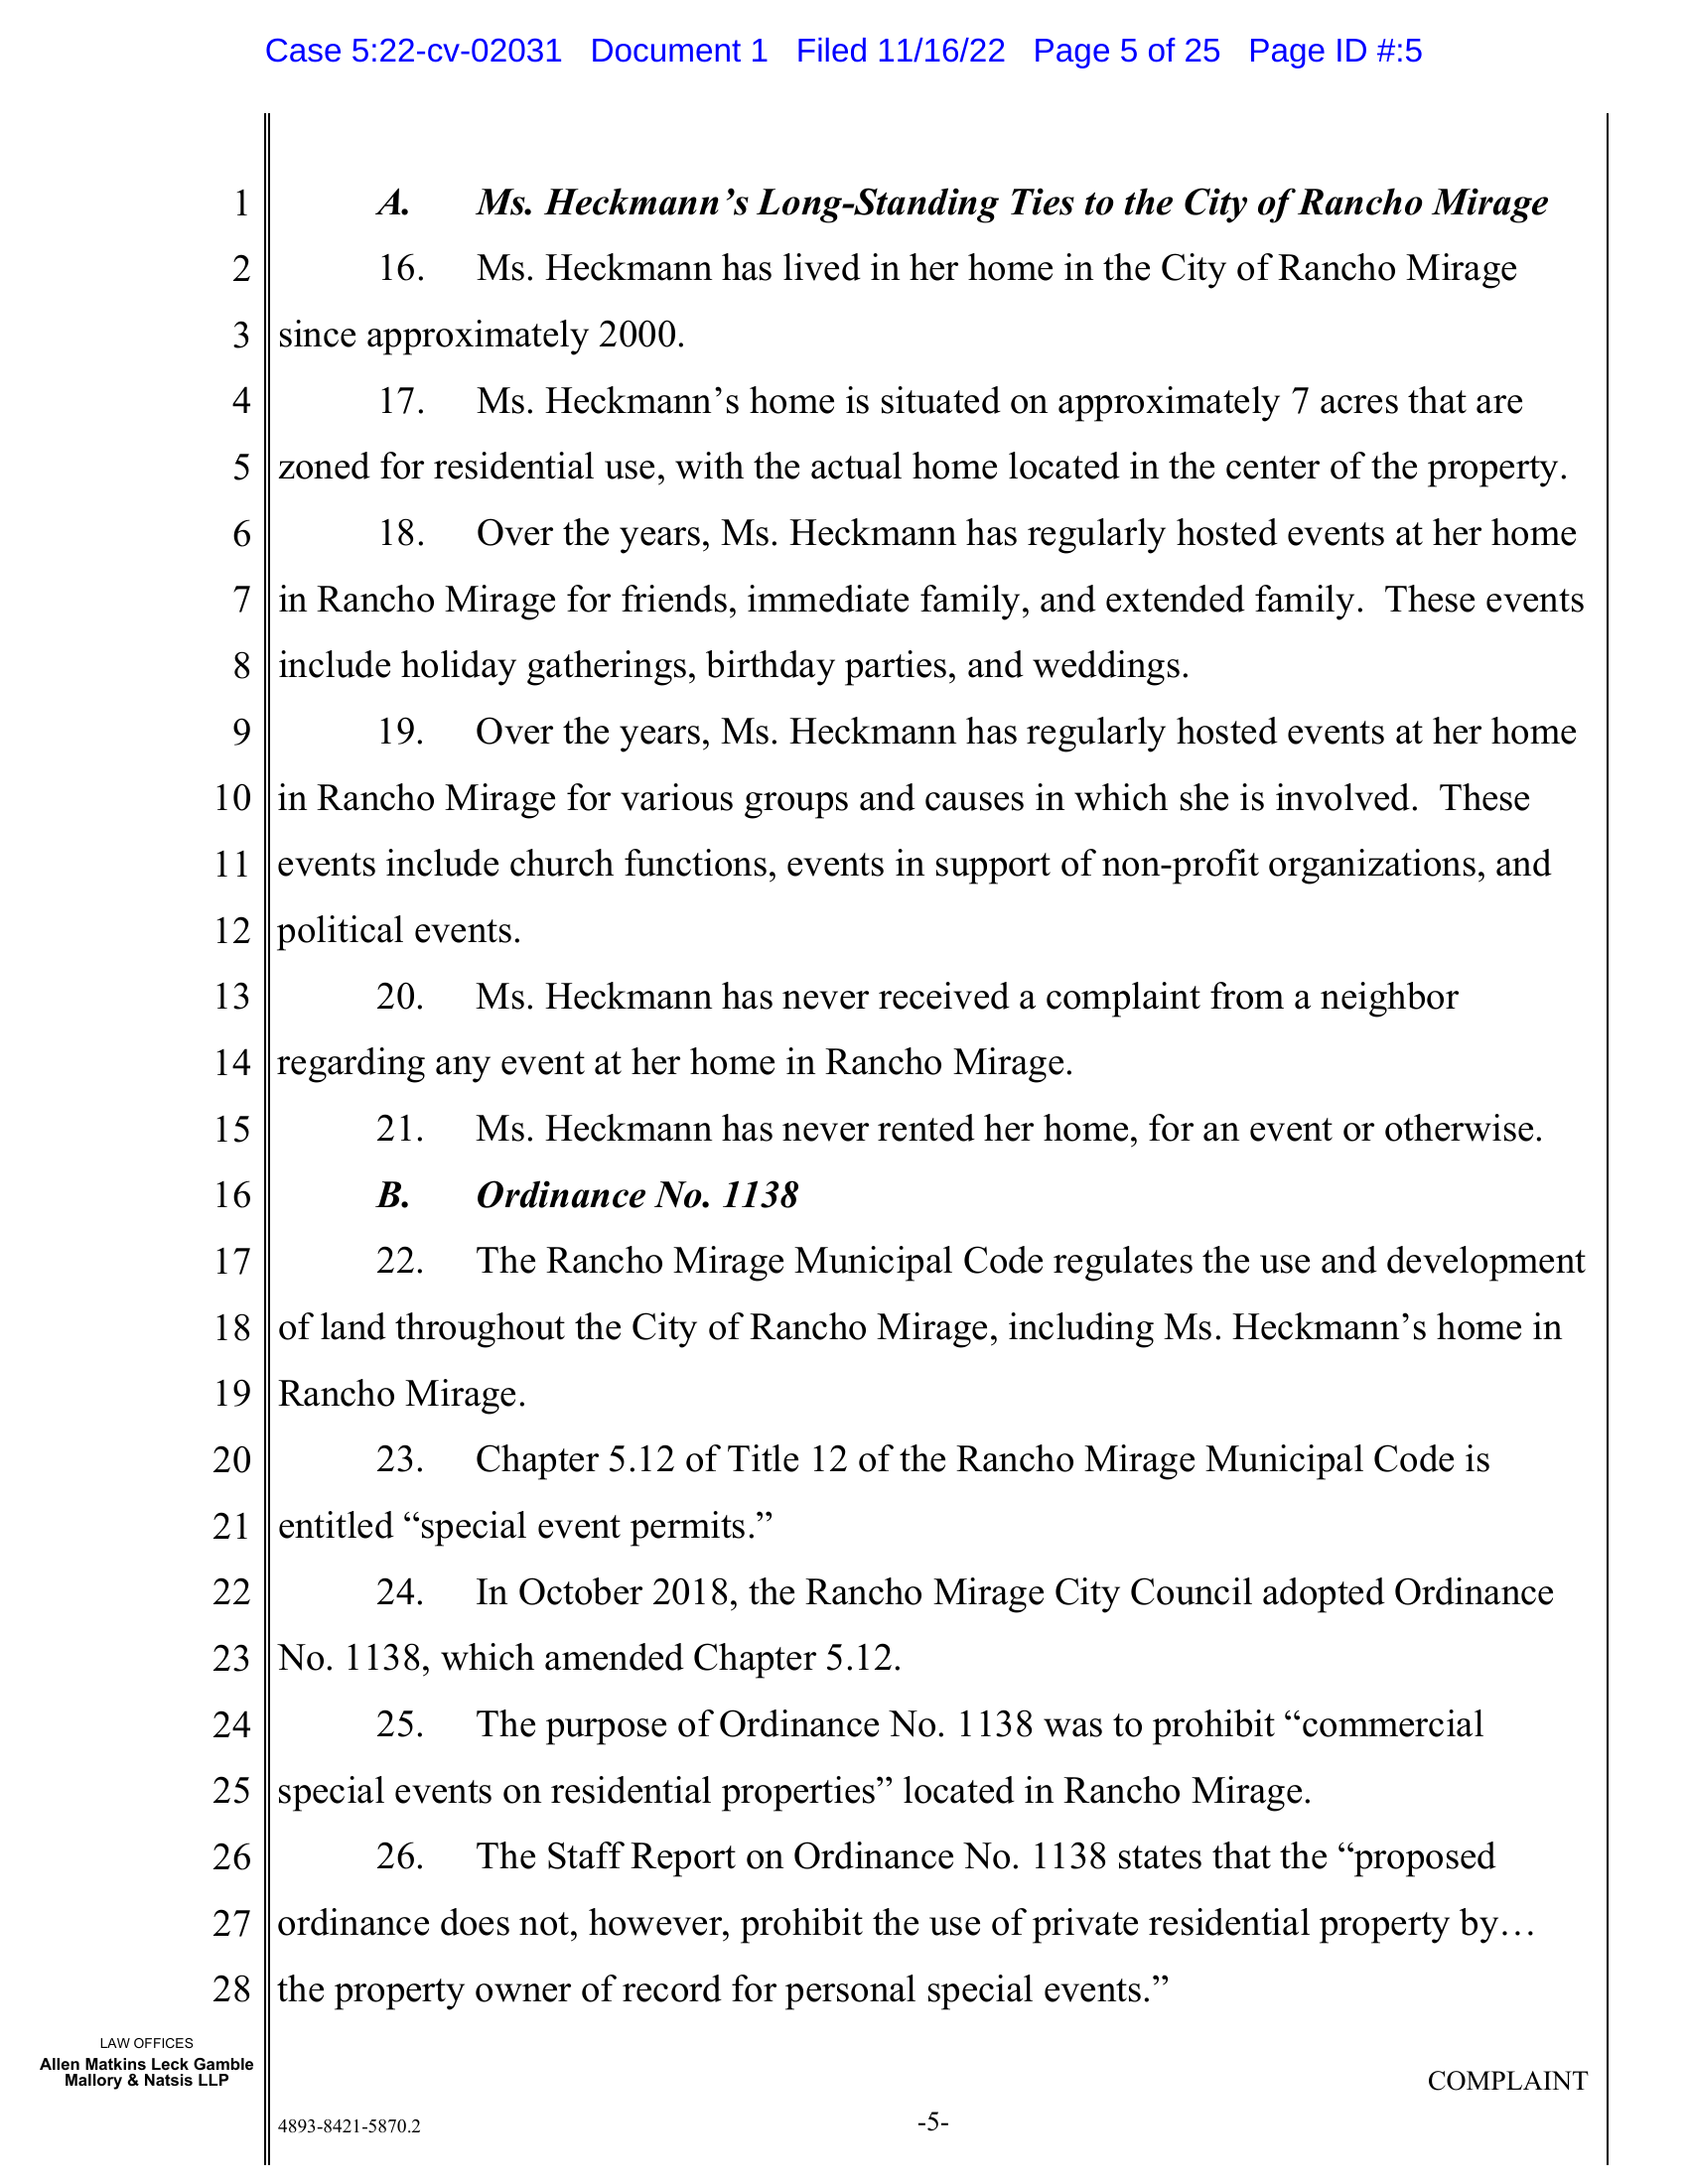 Case 5:22-cv-02031 Document 1 Filed 11/16/22 Page 5 of 25 Page ID #:5
1 A. Ms. Heckmann’s Long-Standing Ties to the City of Rancho Mirage
2 16. Ms. Heckmann has lived in her home in the City of Rancho Mirage
3 since approximately 2000.
4 17. Ms. Heckmann’s home is situated on approximately 7 acres that are
5 zoned for residential use, with the actual home located in the center of the property.
6 18. Over the years, Ms. Heckmann has regularly hosted events at her home
7 in Rancho Mirage for friends, immediate family, and extended family. These events
8 include holiday gatherings, birthday parties, and weddings.
9 19. Over the years, Ms. Heckmann has regularly hosted events at her home
10 in Rancho Mirage for various groups and causes in which she is involved. These
11 events include church functions, events in support of non-profit organizations, and
12 political events.
13 20. Ms. Heckmann has never received a complaint from a neighbor
14 regarding any event at her home in Rancho Mirage.
15 21. Ms. Heckmann has never rented her home, for an event or otherwise.
16 B. Ordinance No. 1138
17 22. The Rancho Mirage Municipal Code regulates the use and development
18 of land throughout the City of Rancho Mirage, including Ms. Heckmann’s home in
19 Rancho Mirage.
20 23. Chapter 5.12 of Title 12 of the Rancho Mirage Municipal Code is
21 entitled “special event permits.”
22 24. In October 2018, the Rancho Mirage City Council adopted Ordinance
23 No. 1138, which amended Chapter 5.12.
24 25. The purpose of Ordinance No. 1138 was to prohibit “commercial
25 special events on residential properties” located in Rancho Mirage.
26 26. The Staff Report on Ordinance No. 1138 states that the “proposed
27 ordinance does not, however, prohibit the use of private residential property by…
28 the property owner of record for personal special events.”
LAW OFFICES
Allen Matkins Leck Gamble
Mallory & Natsis LLP
COMPLAINT
4893-8421-5870.2 -5-